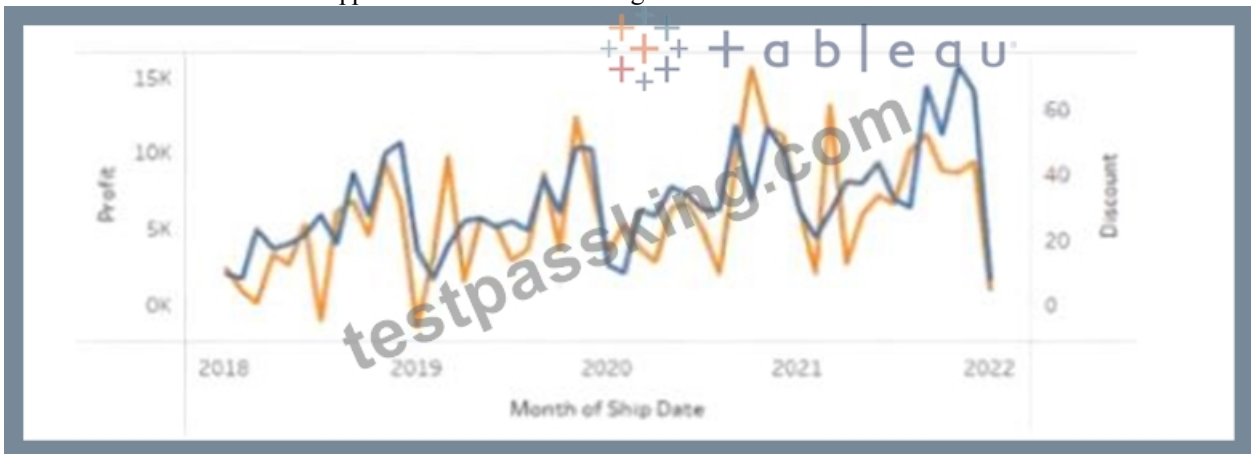 + a b | e a u
15K
10K
5K
0K
Profit
60
40
20
0
Discount
2018 2019 2020 2021 2022
Month of Ship Date
testpassking.com